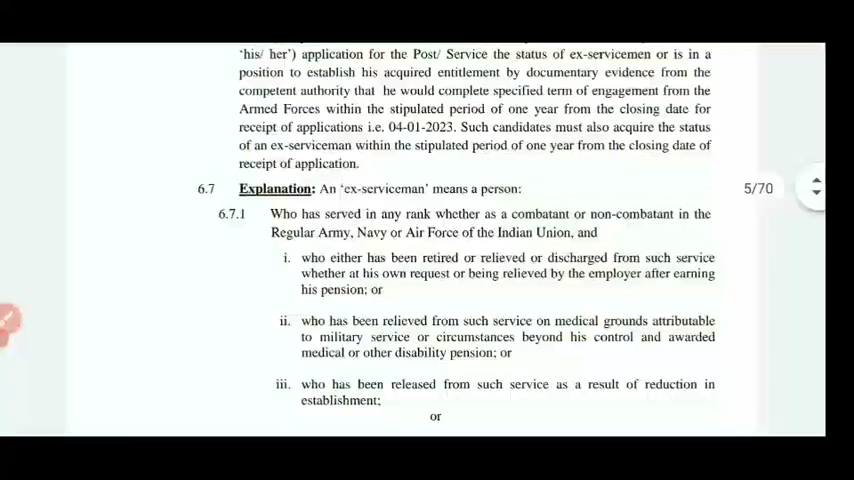 'his/ her') application for the Post/ Service the status of ex-servicemen or is in a
position to establish his acquired entitlement by documentary evidence from the
competent authority that he would complete specified term of engagement from the
Armed Forces within the stipulated period of one year from the closing date for
receipt of applications i.e. 04-01-2023. Such candidates must also acquire the status
of an ex-serviceman within the stipulated period of one year from the closing date of
receipt of application.
6.7 Explanation: An 'ex-serviceman' means a person:
5/70
6.7.1 Who has served in any rank whether as a combatant or non-combatant in the
Regular Army, Navy or Air Force of the Indian Union, and
i. who either has been retired or relieved or discharged from such service
whether at his own request or being relieved by the employer after earning
his pension; or
ii. who has been relieved from such service on medical grounds attributable
to military service or circumstances beyond his control and awarded
medical or other disability pension; or
iii. who has been released from such service as a result of reduction in
establishment;
or